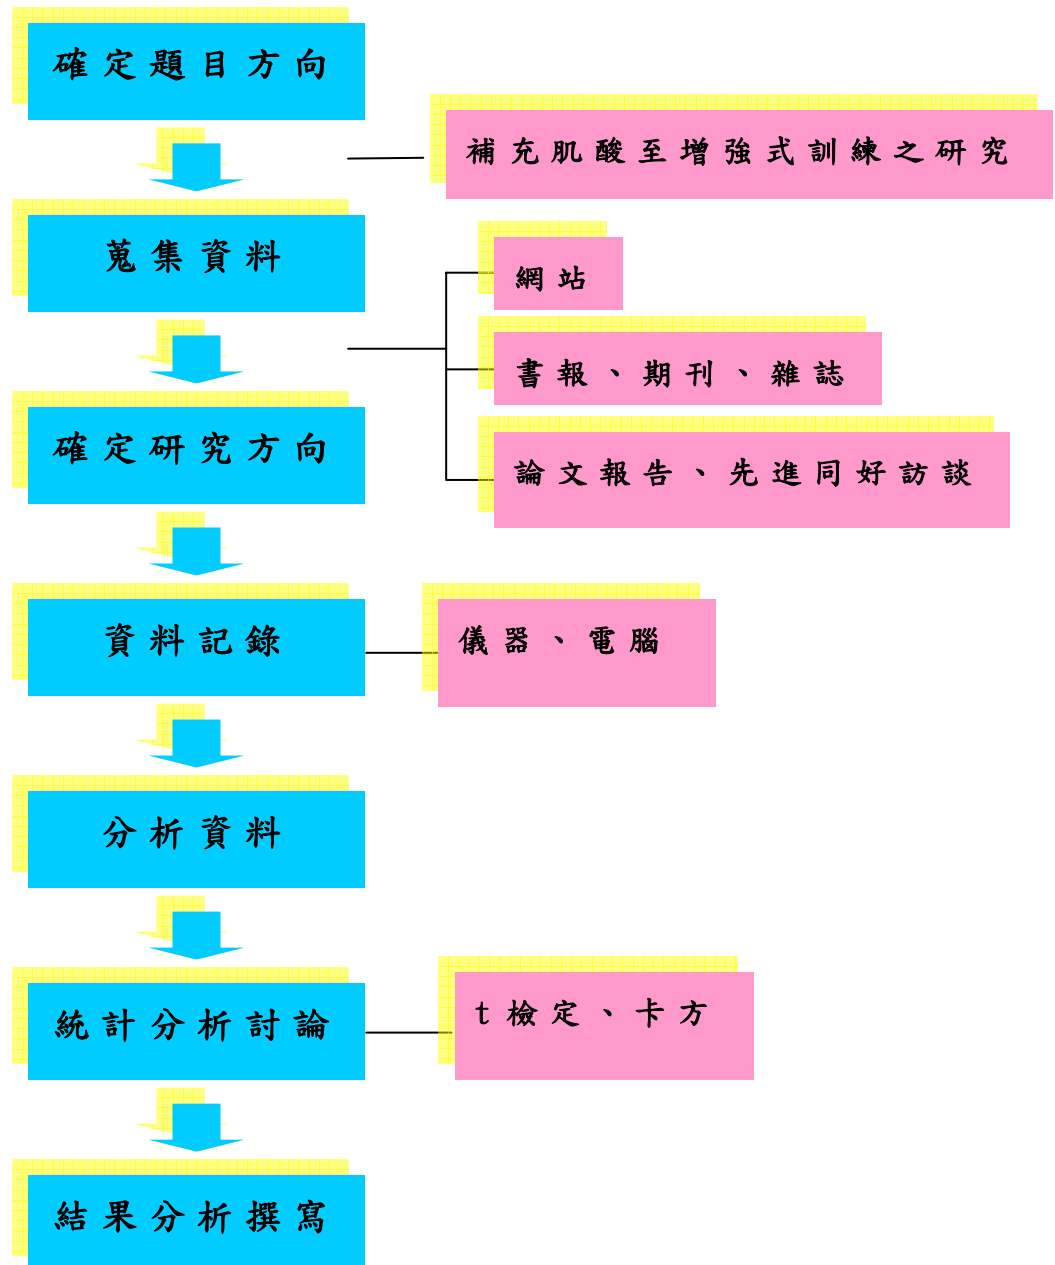 確定題目方向
補充肌酸至增強式訓練之研究
蒐集資料
網站
書報、期刊、雜誌
論文報告、先進同好訪談
確定研究方向
資料記錄
儀器、電腦
分析資料
統計分析討論
t檢定、卡方
結果分析撰寫